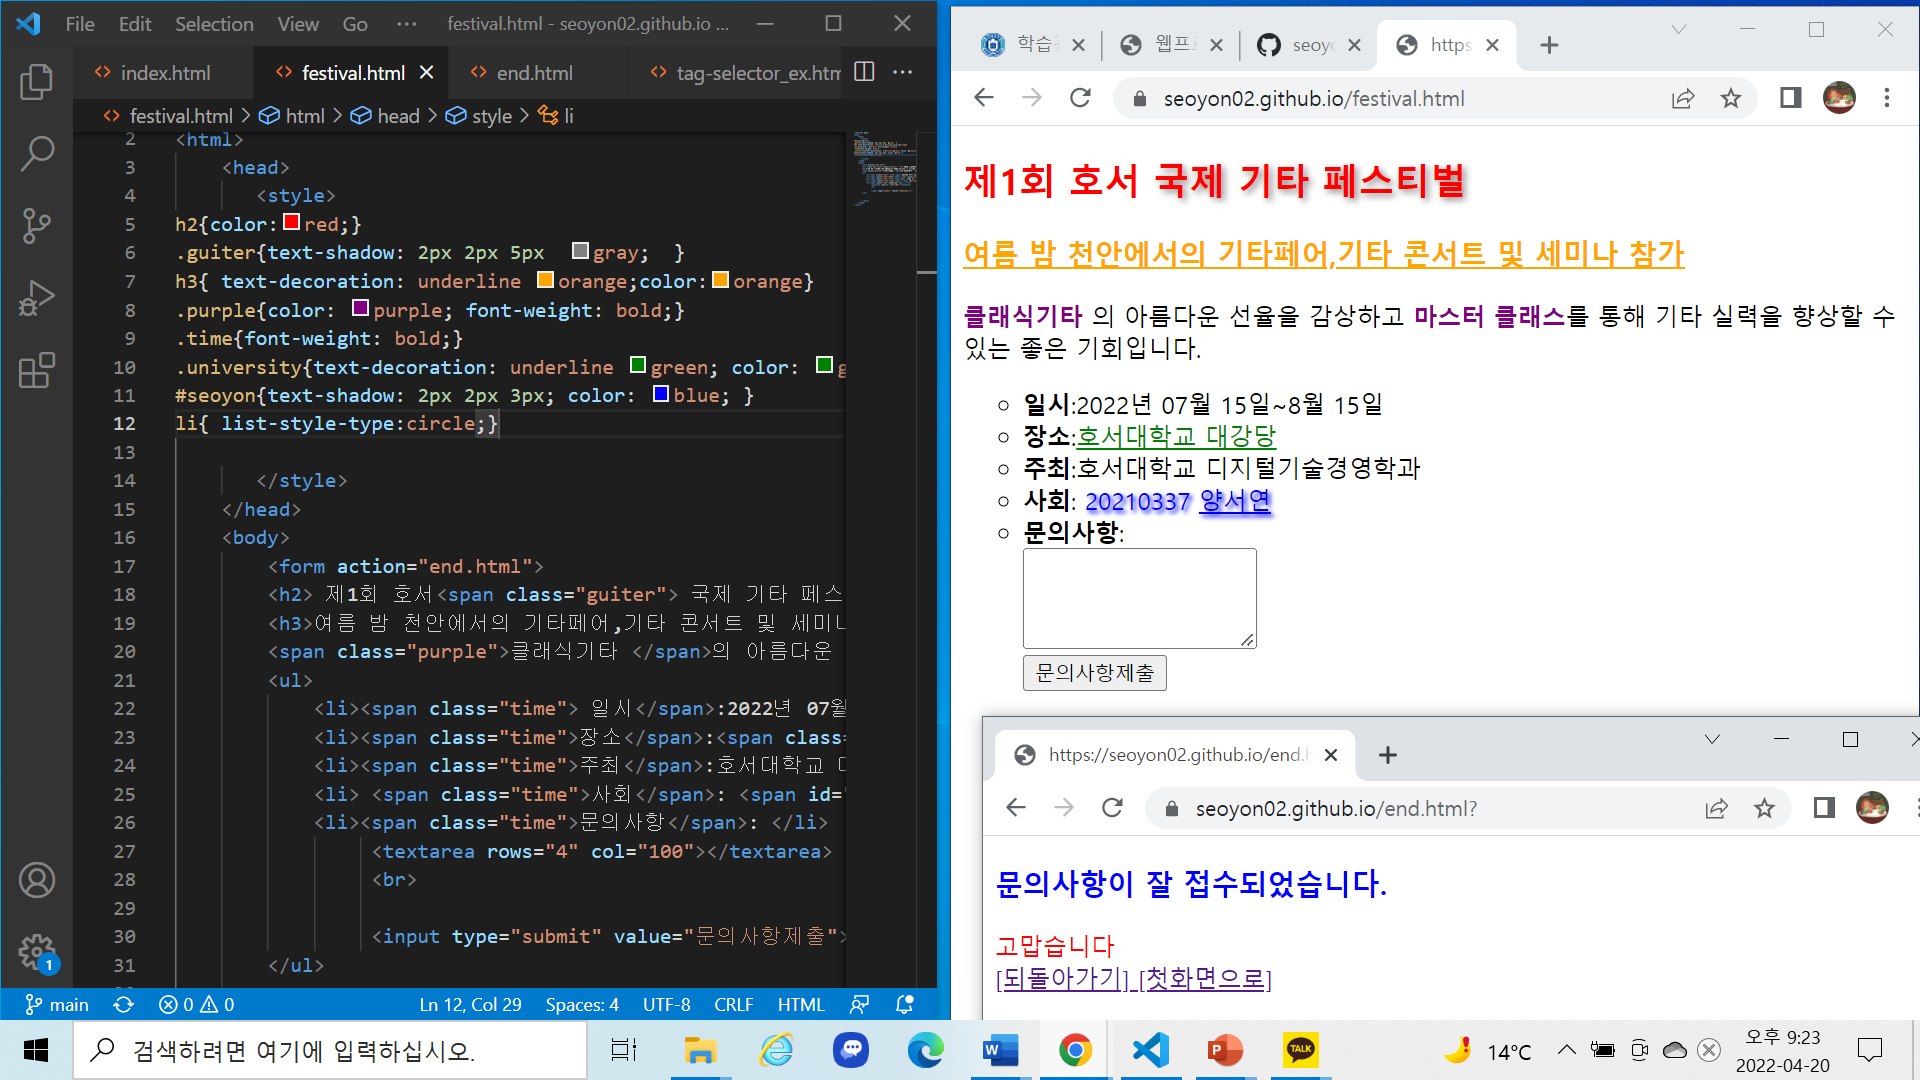 File Edit Selection View Go ··· festival.html - seoyon02.github.io ...
index.html festival.html end.html tag-selector_ex.htm
festival.html > html > head > style > li
2 <html>
3 <head>
4 <style>
5 h2{color: red;}
6 .guiter{text-shadow: 2px 2px 5px gray; }
7 h3{ text-decoration: underline orange;color: orange}
8 .purple{color: purple; font-weight: bold;}
9 .time{font-weight: bold;}
10 .university{text-decoration: underline green; color: g
11 #seoyon{text-shadow: 2px 2px 3px; color: blue; }
12 li{ list-style-type:circle;}
13
14 </style>
15 </head>
16 <body>
17 <form action="end.html">
18 <h2> 제1회 호서<span class="guiter"> 국제 기타 페스
19 <h3>여름 밤 천안에서의 기타페어,기타 콘서트 및 세미나
20 <span class="purple">클래식기타 </span>의 아름다운
21 <ul>
22 <li><span class="time"> 일시</span>:2022년 07월
23 <li><span class="time">장소</span>:<span class=
24 <li><span class="time">주최</span>:호서대학교
25 <li> <span class="time">사회</span>: <span id="
26 <li><span class="time">문의사항</span>: </li>
27 <textarea rows="4" col="100"></textarea>
28 <br>
29
30 <input type="submit" value="문의사항제출">
31 </ul>
main 0 0 Ln 12, Col 29 Spaces: 4 UTF-8 CRLF HTML
1
학습 웹프 seoyo https
seoyon02.github.io/festival.html
제1회 호서 국제 기타 페스티벌
여름 밤 천안에서의 기타페어,기타 콘서트 및 세미나 참가
클래식기타 의 아름다운 선율을 감상하고 마스터 클래스를 통해 기타 실력을 향상할 수
있는 좋은 기회입니다.
일시:2022년 07월 15일~8월 15일
장소:호서대학교 대강당
주최:호서대학교 디지털기술경영학과
사회: 20210337 양서연
문의사항:
문의사항제출
https://seoyon02.github.io/end.h
seoyon02.github.io/end.html?
문의사항이 잘 접수되었습니다.
고맙습니다
[되돌아가기] [첫화면으로]
검색하려면 여기에 입력하십시오.
W P TALK
14°C
오후 9:23
2022-04-20